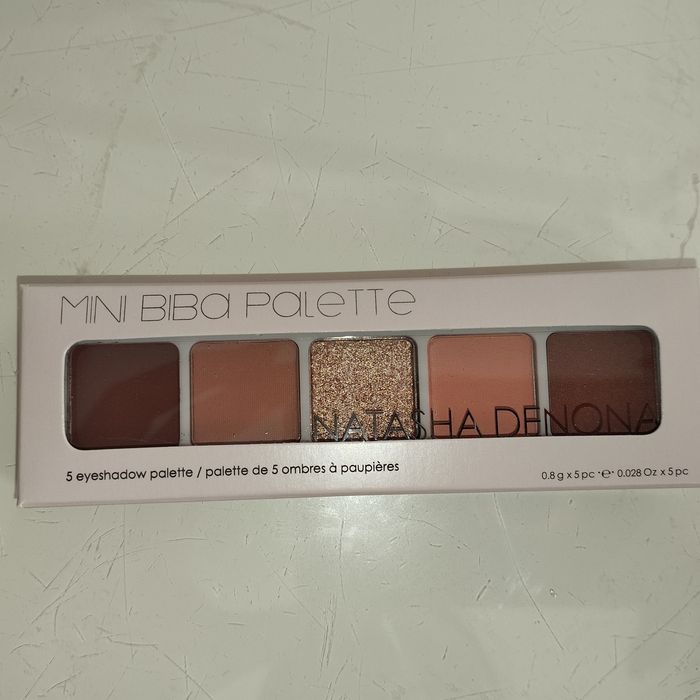 MINI BIBa PaLeTTe
NATASHA DENONA
5 eyeshadow palette / palette de 5 ombres à paupières
0.8 g x 5 pc ℮ 0.028 Oz x 5 pc